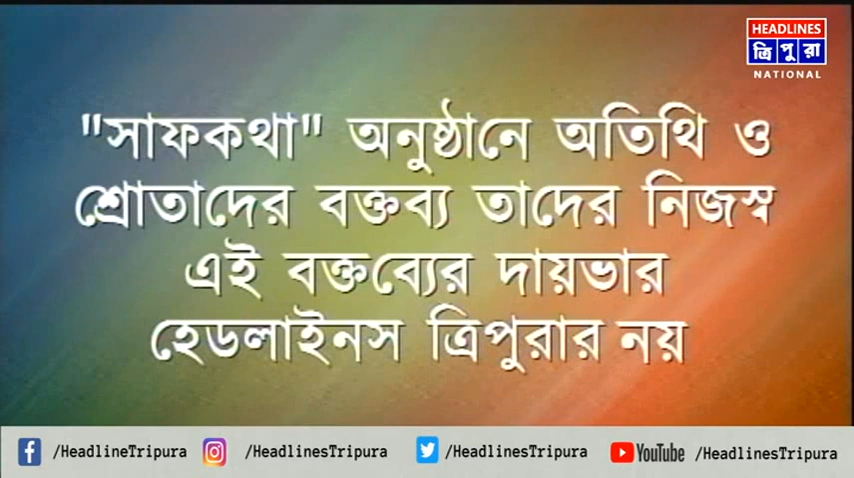 HEADLINES
ত্রিপুরা
NATIONAL
"সাফকথা" অনুষ্ঠানে অতিথি ও
শ্রোতাদের বক্তব্য তাদের নিজস্ব
এই বক্তব্যের দায়ভার
হেডলাইনস ত্রিপুরার নয়
/HeadlineTripura /HeadlinesTripura /HeadlinesTripura YouTube /HeadlinesTripura